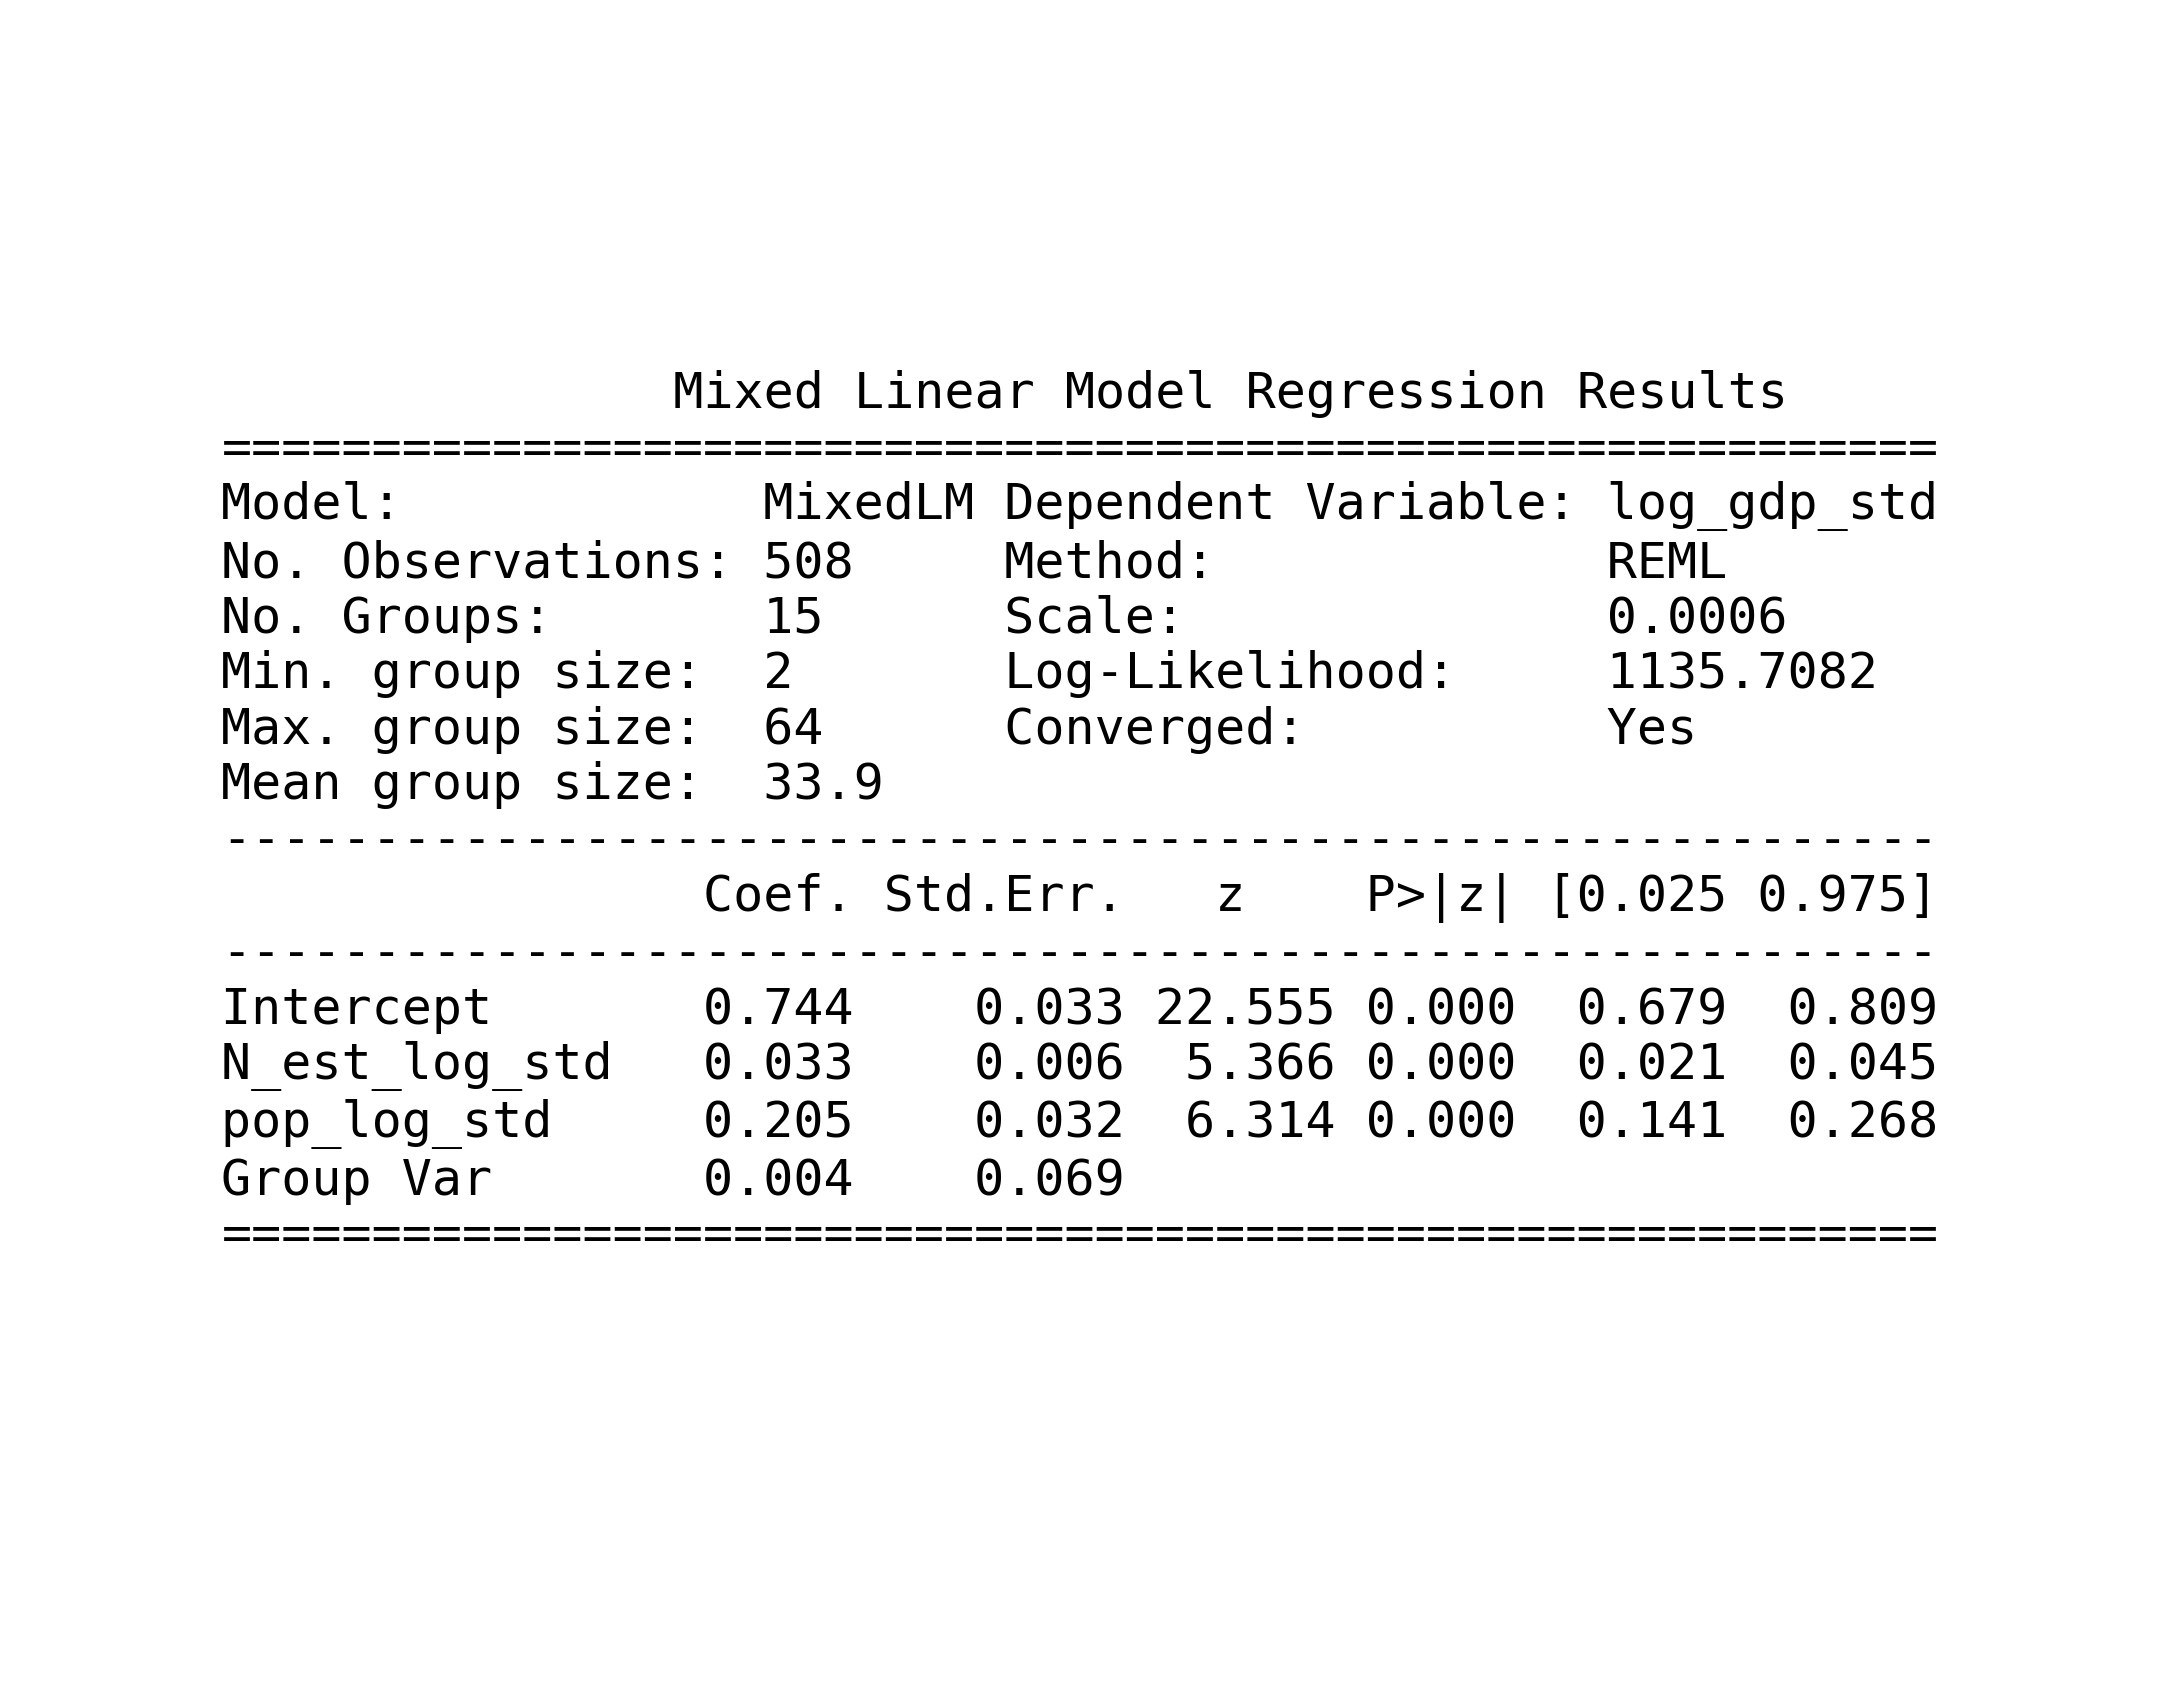 Mixed Linear Model Regression Results
=========================================================
Model:            MixedLM Dependent Variable: log_gdp_std
No. Observations: 508     Method:             REML
No. Groups:       15      Scale:              0.0006
Min. group size:  2       Log-Likelihood:     1135.7082
Max. group size:  64      Converged:          Yes
Mean group size:  33.9
---------------------------------------------------------
                Coef. Std.Err.   z    P>|z| [0.025 0.975]
---------------------------------------------------------
Intercept       0.744    0.033 22.555 0.000  0.679  0.809
N_est_log_std   0.033    0.006  5.366 0.000  0.021  0.045
pop_log_std     0.205    0.032  6.314 0.000  0.141  0.268
Group Var       0.004    0.069
=========================================================